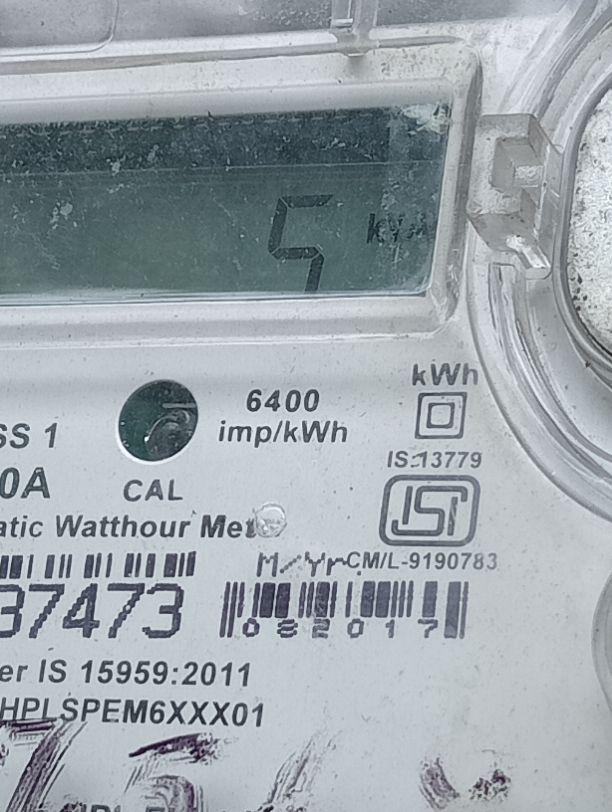 5 kVA
kWh
6400
imp/kWh
SS 1
IS:13779
0A
CAL
ISI
atic Watthour Met
M/Yr
CM/L-9190783
37473
082017
er IS 15959:2011
HPLSPEM6XXX01